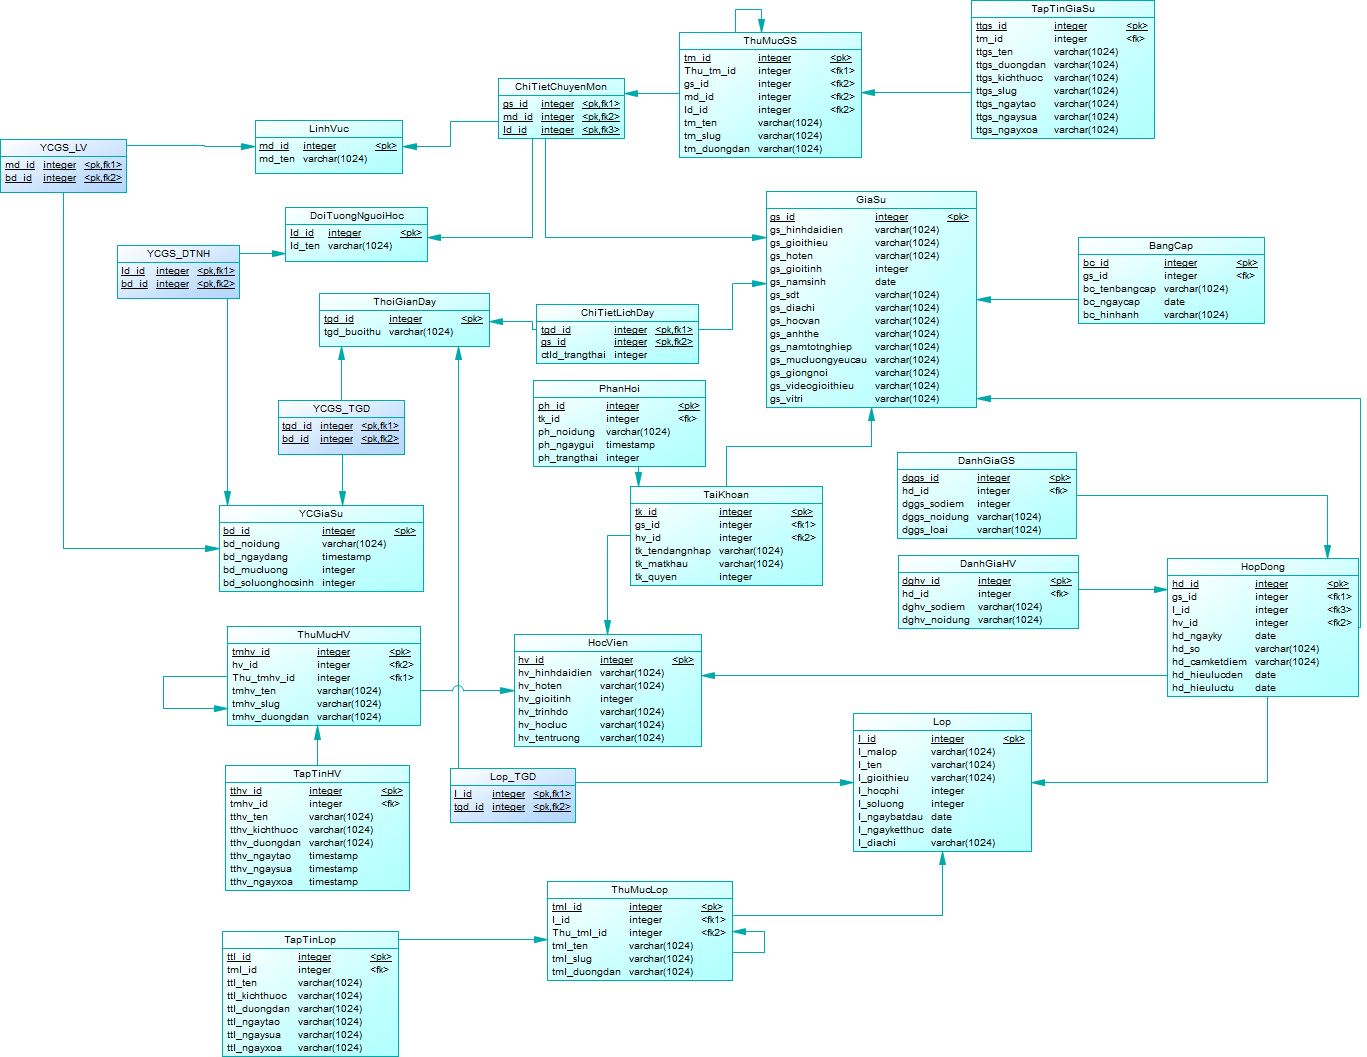 TapTinGiaSu
ttgs_id integer <pk>
tm_id integer <fk>
ttgs_ten varchar(1024)
ttgs_duongdan varchar(1024)
ttgs_kichthuoc varchar(1024)
ttgs_slug varchar(1024)
ttgs_ngaytao varchar(1024)
ttgs_ngaysua varchar(1024)
ttgs_ngayxoa varchar(1024)
ThuMucGS
tm_id integer <pk>
Thu_tm_id integer <fk1>
gs_id integer <fk2>
md_id integer <fk2>
ld_id integer <fk2>
tm_ten varchar(1024)
tm_slug varchar(1024)
tm_duongdan varchar(1024)
ChiTietChuyenMon
gs_id integer <pk,fk1>
md_id integer <pk,fk2>
ld_id integer <pk,fk3>
LinhVuc
md_id integer <pk>
md_ten varchar(1024)
YCGS_LV
md_id integer <pk,fk1>
bd_id integer <pk,fk2>
DoiTuongNguoiHoc
ld_id integer <pk>
ld_ten varchar(1024)
YCGS_DTNH
ld_id integer <pk,fk1>
bd_id integer <pk,fk2>
GiaSu
gs_id integer <pk>
gs_hinhdaidien varchar(1024)
gs_gioithieu varchar(1024)
gs_hoten varchar(1024)
gs_gioitinh integer
gs_namsinh date
gs_sdt varchar(1024)
gs_diachi varchar(1024)
gs_hocvan varchar(1024)
gs_anhthe varchar(1024)
gs_namtotnghiep varchar(1024)
gs_mucluongyeucau varchar(1024)
gs_giongnoi varchar(1024)
gs_videogioithieu varchar(1024)
gs_vitri varchar(1024)
BangCap
bc_id integer <pk>
gs_id integer <fk>
bc_tenbangcap varchar(1024)
bc_ngaycap date
bc_hinhanh varchar(1024)
ThoiGianDay
tgd_id integer <pk>
tgd_buoithu varchar(1024)
ChiTietLichDay
tgd_id integer <pk,fk1>
gs_id integer <pk,fk2>
ctld_trangthai integer
PhanHoi
ph_id integer <pk>
tk_id integer <fk>
ph_noidung varchar(1024)
ph_ngaygui timestamp
ph_trangthai integer
YCGS_TGD
tgd_id integer <pk,fk1>
bd_id integer <pk,fk2>
DanhGiaGS
dggs_id integer <pk>
hd_id integer <fk>
dggs_sodiem integer
dggs_noidung varchar(1024)
dggs_loai varchar(1024)
TaiKhoan
tk_id integer <pk>
gs_id integer <fk1>
hv_id integer <fk2>
tk_tendangnhap varchar(1024)
tk_matkhau varchar(1024)
tk_quyen integer
YCGiaSu
bd_id integer <pk>
bd_noidung varchar(1024)
bd_ngaydang timestamp
bd_mucluong integer
bd_soluonghocsinh integer
DanhGiaHV
dghv_id integer <pk>
hd_id integer <fk>
dghv_sodiem varchar(1024)
dghv_noidung varchar(1024)
HopDong
hd_id integer <pk>
gs_id integer <fk1>
l_id integer <fk3>
hv_id integer <fk2>
hd_ngayky date
hd_so varchar(1024)
hd_camketdiem varchar(1024)
hd_hieulucden date
hd_hieuluctu date
ThuMucHV
tmhv_id integer <pk>
hv_id integer <fk2>
Thu_tmhv_id integer <fk1>
tmhv_ten varchar(1024)
tmhv_slug varchar(1024)
tmhv_duongdan varchar(1024)
HocVien
hv_id integer <pk>
hv_hinhdaidien varchar(1024)
hv_hoten varchar(1024)
hv_gioitinh integer
hv_trinhdo varchar(1024)
hv_hocluc varchar(1024)
hv_tentruong varchar(1024)
Lop
l_id integer <pk>
l_malop varchar(1024)
l_ten varchar(1024)
l_gioithieu varchar(1024)
l_hocphi integer
l_soluong integer
l_ngaybatdau date
l_ngayketthuc date
l_diachi varchar(1024)
TapTinHV
tthv_id integer <pk>
tmhv_id integer <fk>
tthv_ten varchar(1024)
tthv_kichthuoc varchar(1024)
tthv_duongdan varchar(1024)
tthv_ngaytao timestamp
tthv_ngaysua timestamp
tthv_ngayxoa timestamp
Lop_TGD
l_id integer <pk,fk1>
tgd_id integer <pk,fk2>
ThuMucLop
tml_id integer <pk>
l_id integer <fk1>
Thu_tml_id integer <fk2>
tml_ten varchar(1024)
tml_slug varchar(1024)
tml_duongdan varchar(1024)
TapTinLop
ttl_id integer <pk>
tml_id integer <fk>
ttl_ten varchar(1024)
ttl_kichthuoc varchar(1024)
ttl_duongdan varchar(1024)
ttl_ngaytao varchar(1024)
ttl_ngaysua varchar(1024)
ttl_ngayxoa varchar(1024)